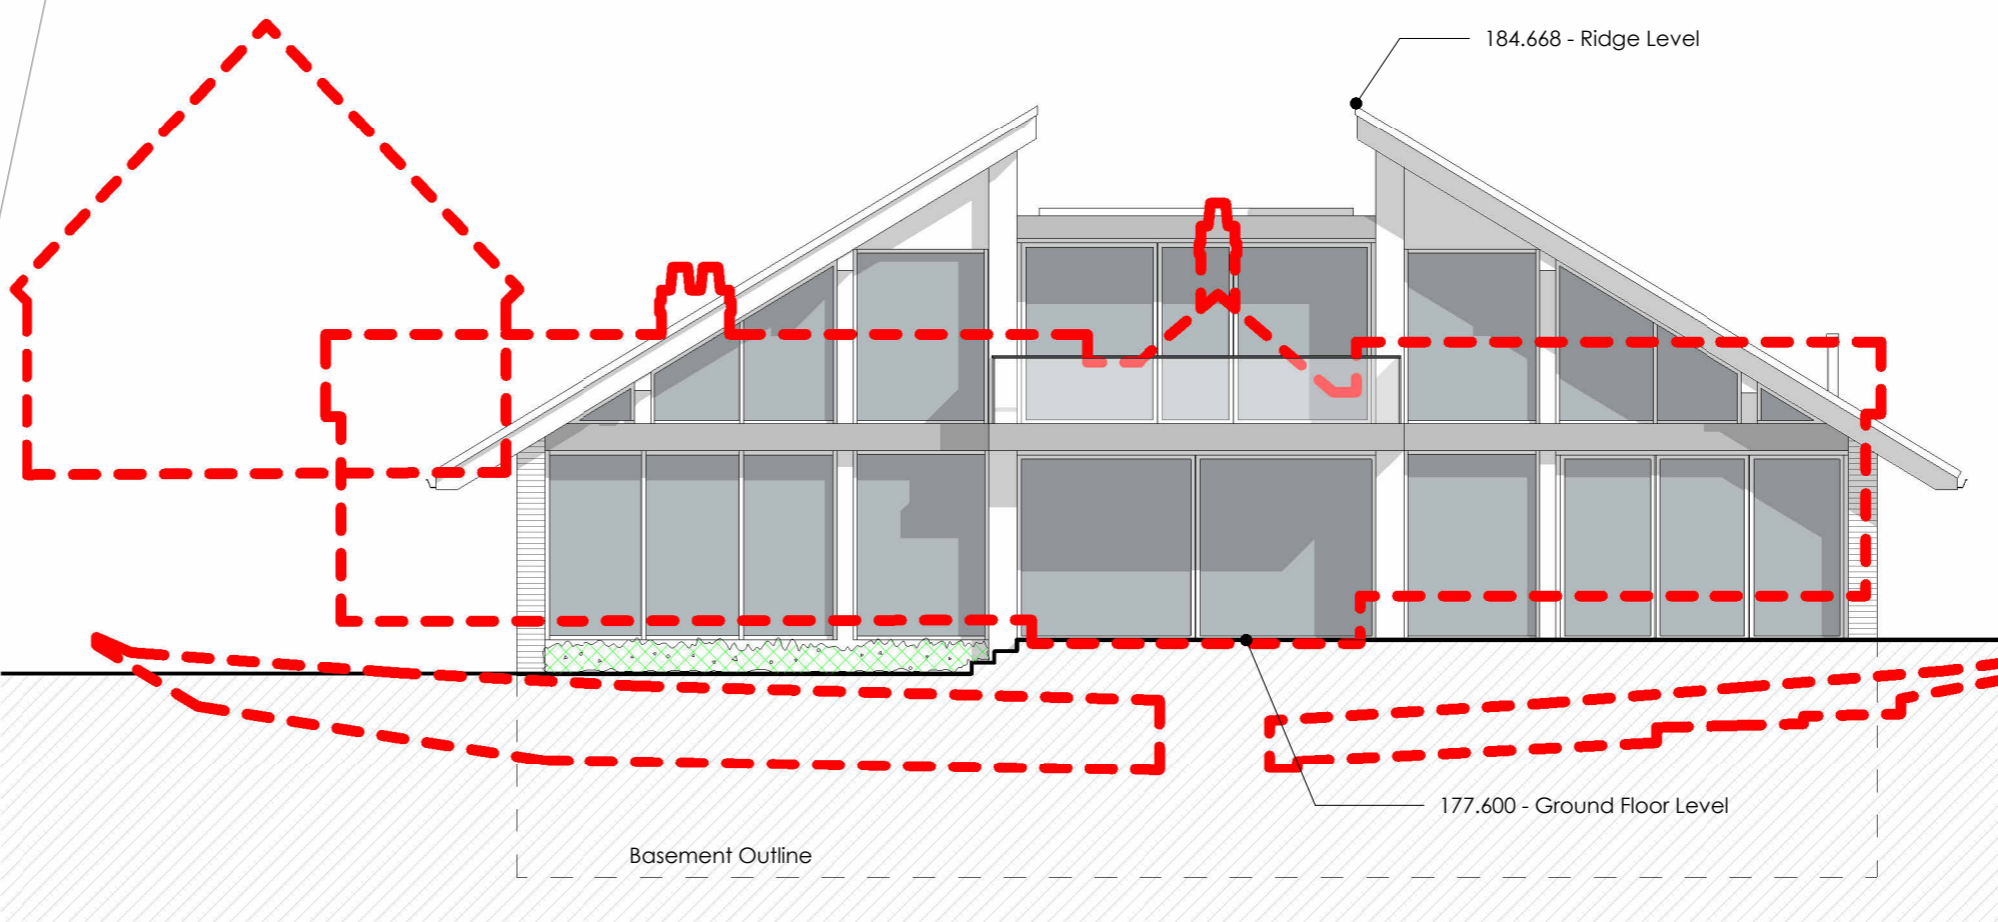 184.668 - Ridge Level
177.600 - Ground Floor Level
Basement Outline